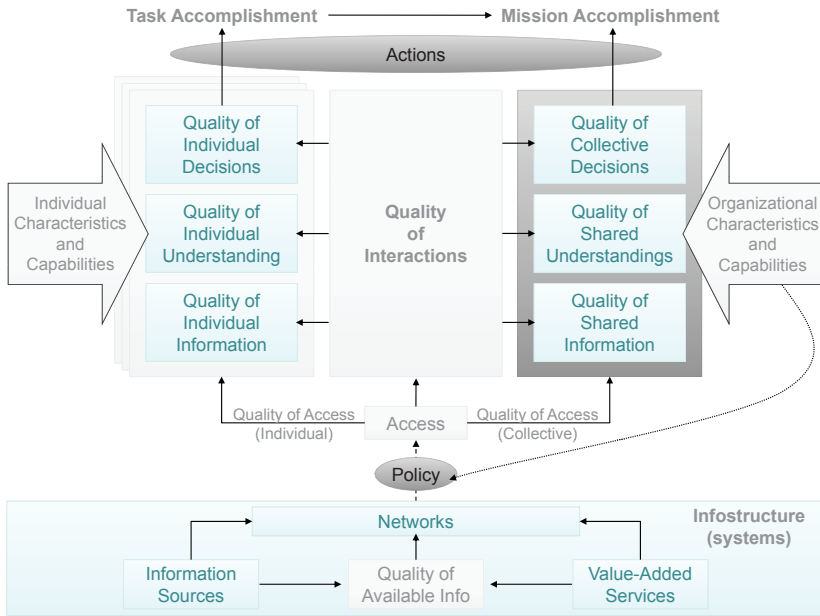 Task Accomplishment
Mission Accomplishment
Actions
Quality of
Individual
Decisions
Quality of
Individual
Understanding
Quality of
Individual
Information
Individual
Characteristics
and
Capabilities
Quality
of
Interactions
Quality of
Collective
Decisions
Quality of
Shared
Understandings
Quality of
Shared
Information
Organizational
Characteristics
and
Capabilities
Quality of Access
(Individual)
Access
Quality of Access
(Collective)
Policy
Networks
Infostructure
(systems)
Information
Sources
Quality of
Available Info
Value-Added
Services